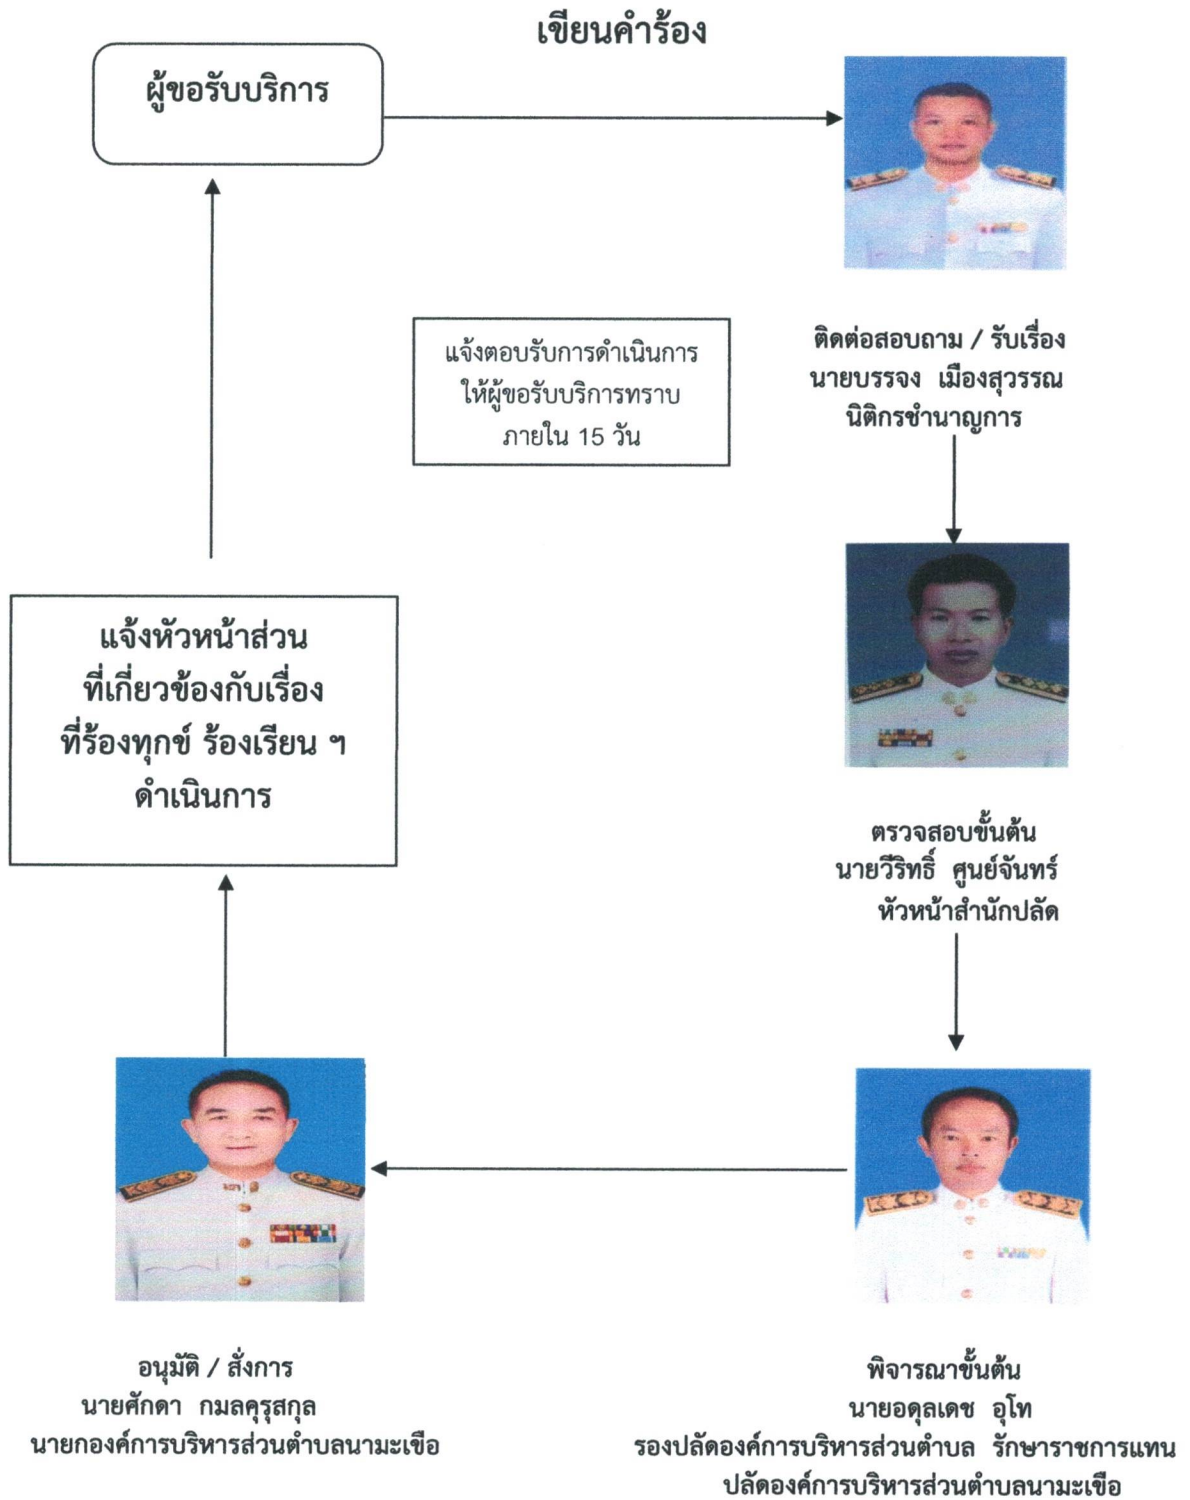 เขียนคำร้อง
ผู้ขอรับบริการ
แจ้งตอบรับการดำเนินการ
ให้ผู้ขอรับบริการทราบ
ภายใน 15 วัน
ติดต่อสอบถาม / รับเรื่อง
นายบรรจง เมืองสุวรรณ
นิติกรชำนาญการ
แจ้งหัวหน้าส่วน
ที่เกี่ยวข้องกับเรื่อง
ที่ร้องทุกข์ ร้องเรียน ฯ
ดำเนินการ
ตรวจสอบขั้นต้น
นายวีริทธิ์ ศูนย์จันทร์
หัวหน้าสำนักปลัด
อนุมัติ / สั่งการ
นายศักดา กมลคุรุสกุล
นายกองค์การบริหารส่วนตำบลนามะเขือ
พิจารณาขั้นต้น
นายอดุลเดช อุโท
รองปลัดองค์การบริหารส่วนตำบล รักษาราชการแทน
ปลัดองค์การบริหารส่วนตำบลนามะเขือ